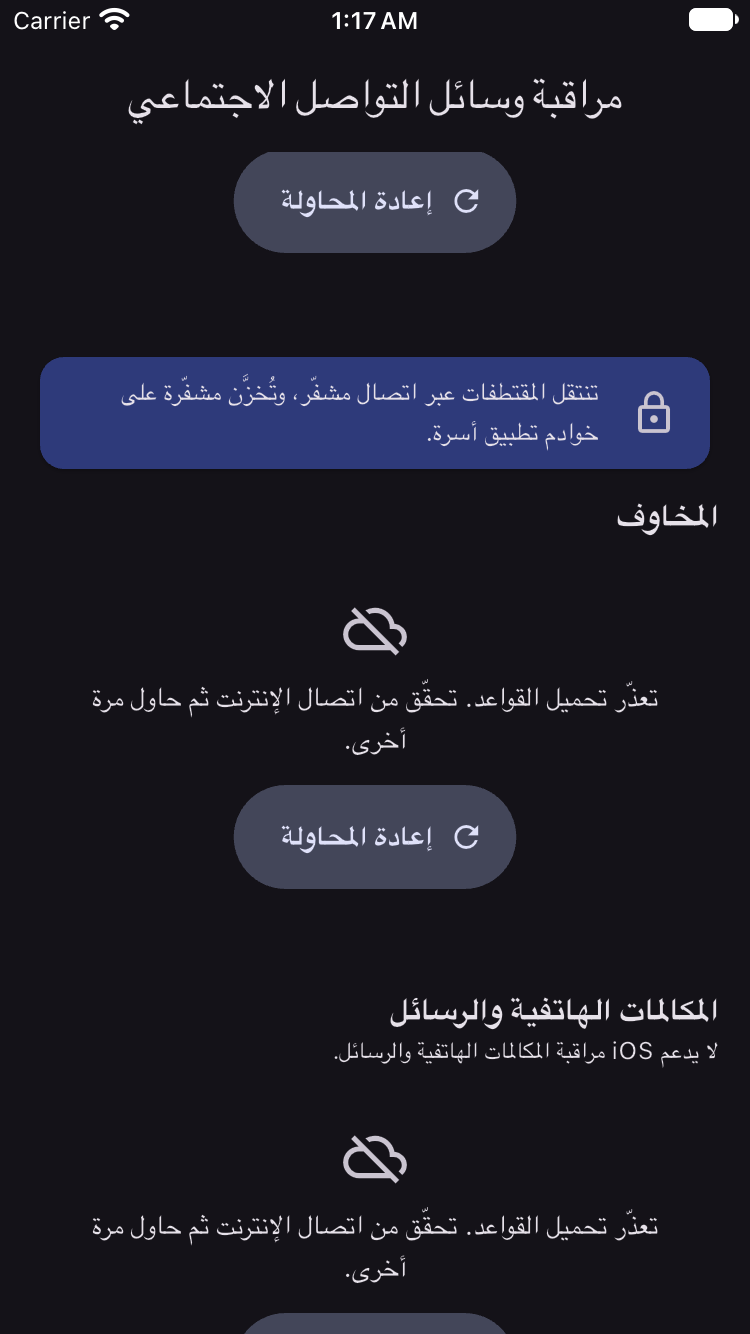 Carrier 1:17 AM
مراقبة وسائل التواصل الاجتماعي
إعادة المحاولة
تنتقل المقتطفات عبر اتصال مشفّر، وتُخزَّن مشفّرة على
خوادم تطبيق أسرة.
المخاوف
تعذّر تحميل القواعد. تحقّق من اتصال الإنترنت ثم حاول مرة
أخرى.
إعادة المحاولة
المكالمات الهاتفية والرسائل
لا يدعم iOS مراقبة المكالمات الهاتفية والرسائل.
تعذّر تحميل القواعد. تحقّق من اتصال الإنترنت ثم حاول مرة
أخرى.